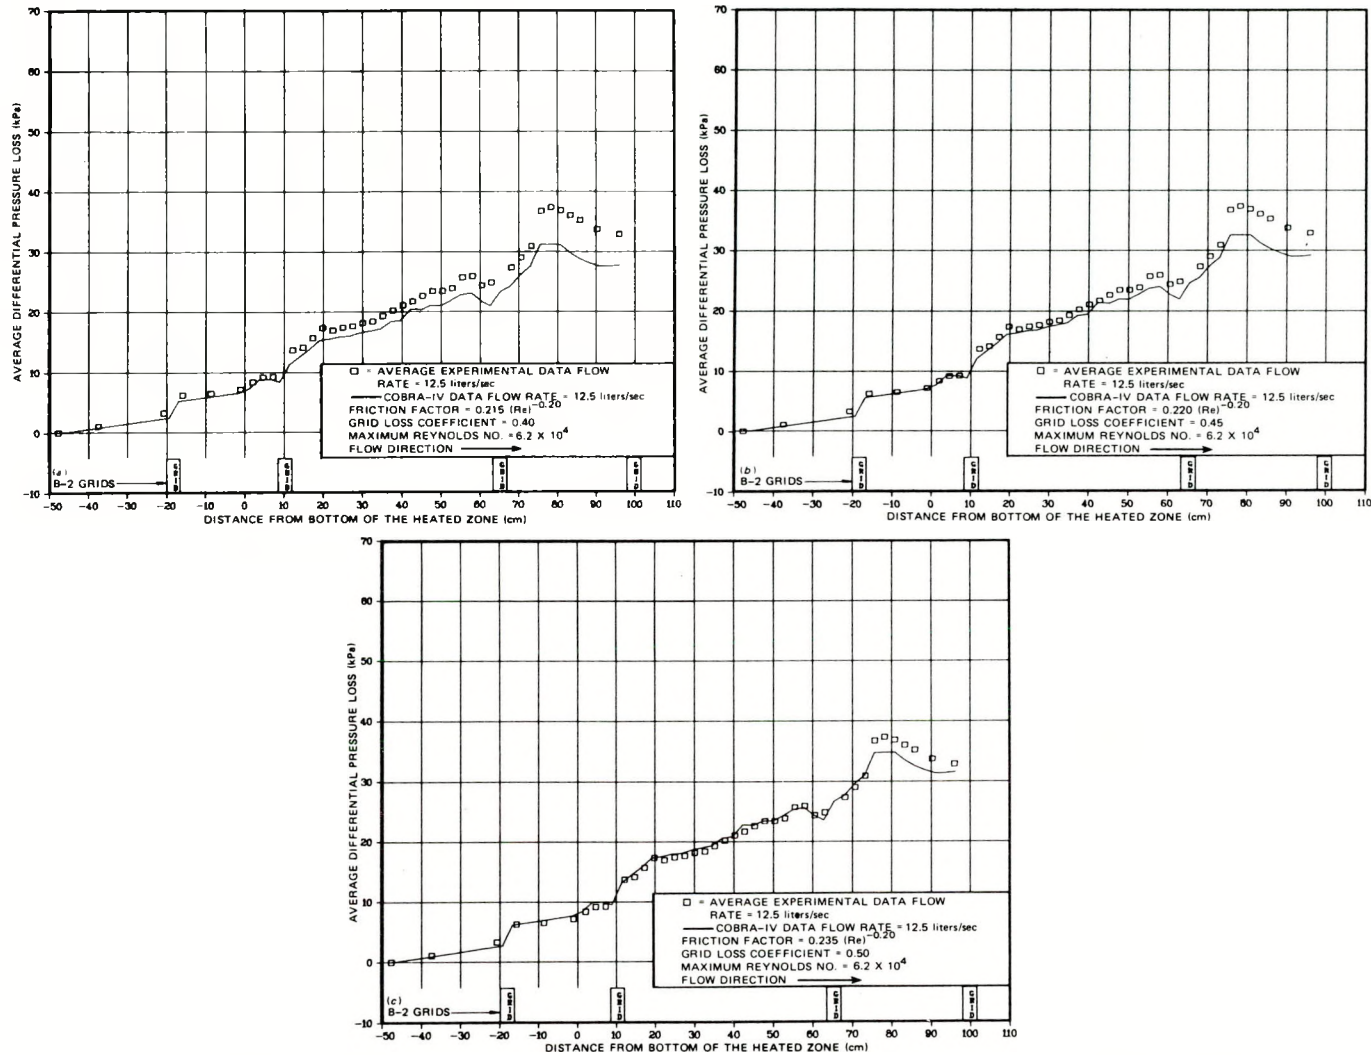 AVERAGE DIFFERENTIAL PRESSURE LOSS (kPa)
70
60
50
40
30
20
10
0
-10
□ = AVERAGE EXPERIMENTAL DATA FLOW
RATE = 12.5 liters/sec
COBRA-IV DATA FLOW RATE = 12.5 liters/sec
FRICTION FACTOR = 0.215 (Re)^-0.20
GRID LOSS COEFFICIENT = 0.40
MAXIMUM REYNOLDS NO. = 6.2 X 10^4
FLOW DIRECTION
(a)
B-2 GRIDS
GRID
GRID
GRID
GRID
-50 -40 -30 -20 -10 0 10 20 30 40 50 60 70 80 90 100 110
DISTANCE FROM BOTTOM OF THE HEATED ZONE (cm)
AVERAGE DIFFERENTIAL PRESSURE LOSS (kPa)
70
60
50
40
30
20
10
0
-10
□ = AVERAGE EXPERIMENTAL DATA FLOW
RATE = 12.5 liters/sec
COBRA-IV DATA FLOW RATE = 12.5 liters/sec
FRICTION FACTOR = 0.220 (Re)^-0.20
GRID LOSS COEFFICIENT = 0.45
MAXIMUM REYNOLDS NO. = 6.2 X 10^4
FLOW DIRECTION
(b)
B-2 GRIDS
GRID
GRID
GRID
GRID
-50 -40 -30 -20 -10 0 10 20 30 40 50 60 70 80 90 100 110
DISTANCE FROM BOTTOM OF THE HEATED ZONE (cm)
AVERAGE DIFFERENTIAL PRESSURE LOSS (kPa)
70
60
50
40
30
20
10
0
-10
□ = AVERAGE EXPERIMENTAL DATA FLOW
RATE = 12.5 liters/sec
COBRA-IV DATA FLOW RATE = 12.5 liters/sec
FRICTION FACTOR = 0.235 (Re)^-0.20
GRID LOSS COEFFICIENT = 0.50
MAXIMUM REYNOLDS NO. = 6.2 X 10^4
FLOW DIRECTION
(c)
B-2 GRIDS
GRID
GRID
GRID
GRID
-50 -40 -30 -20 -10 0 10 20 30 40 50 60 70 80 90 100 110
DISTANCE FROM BOTTOM OF THE HEATED ZONE (cm)